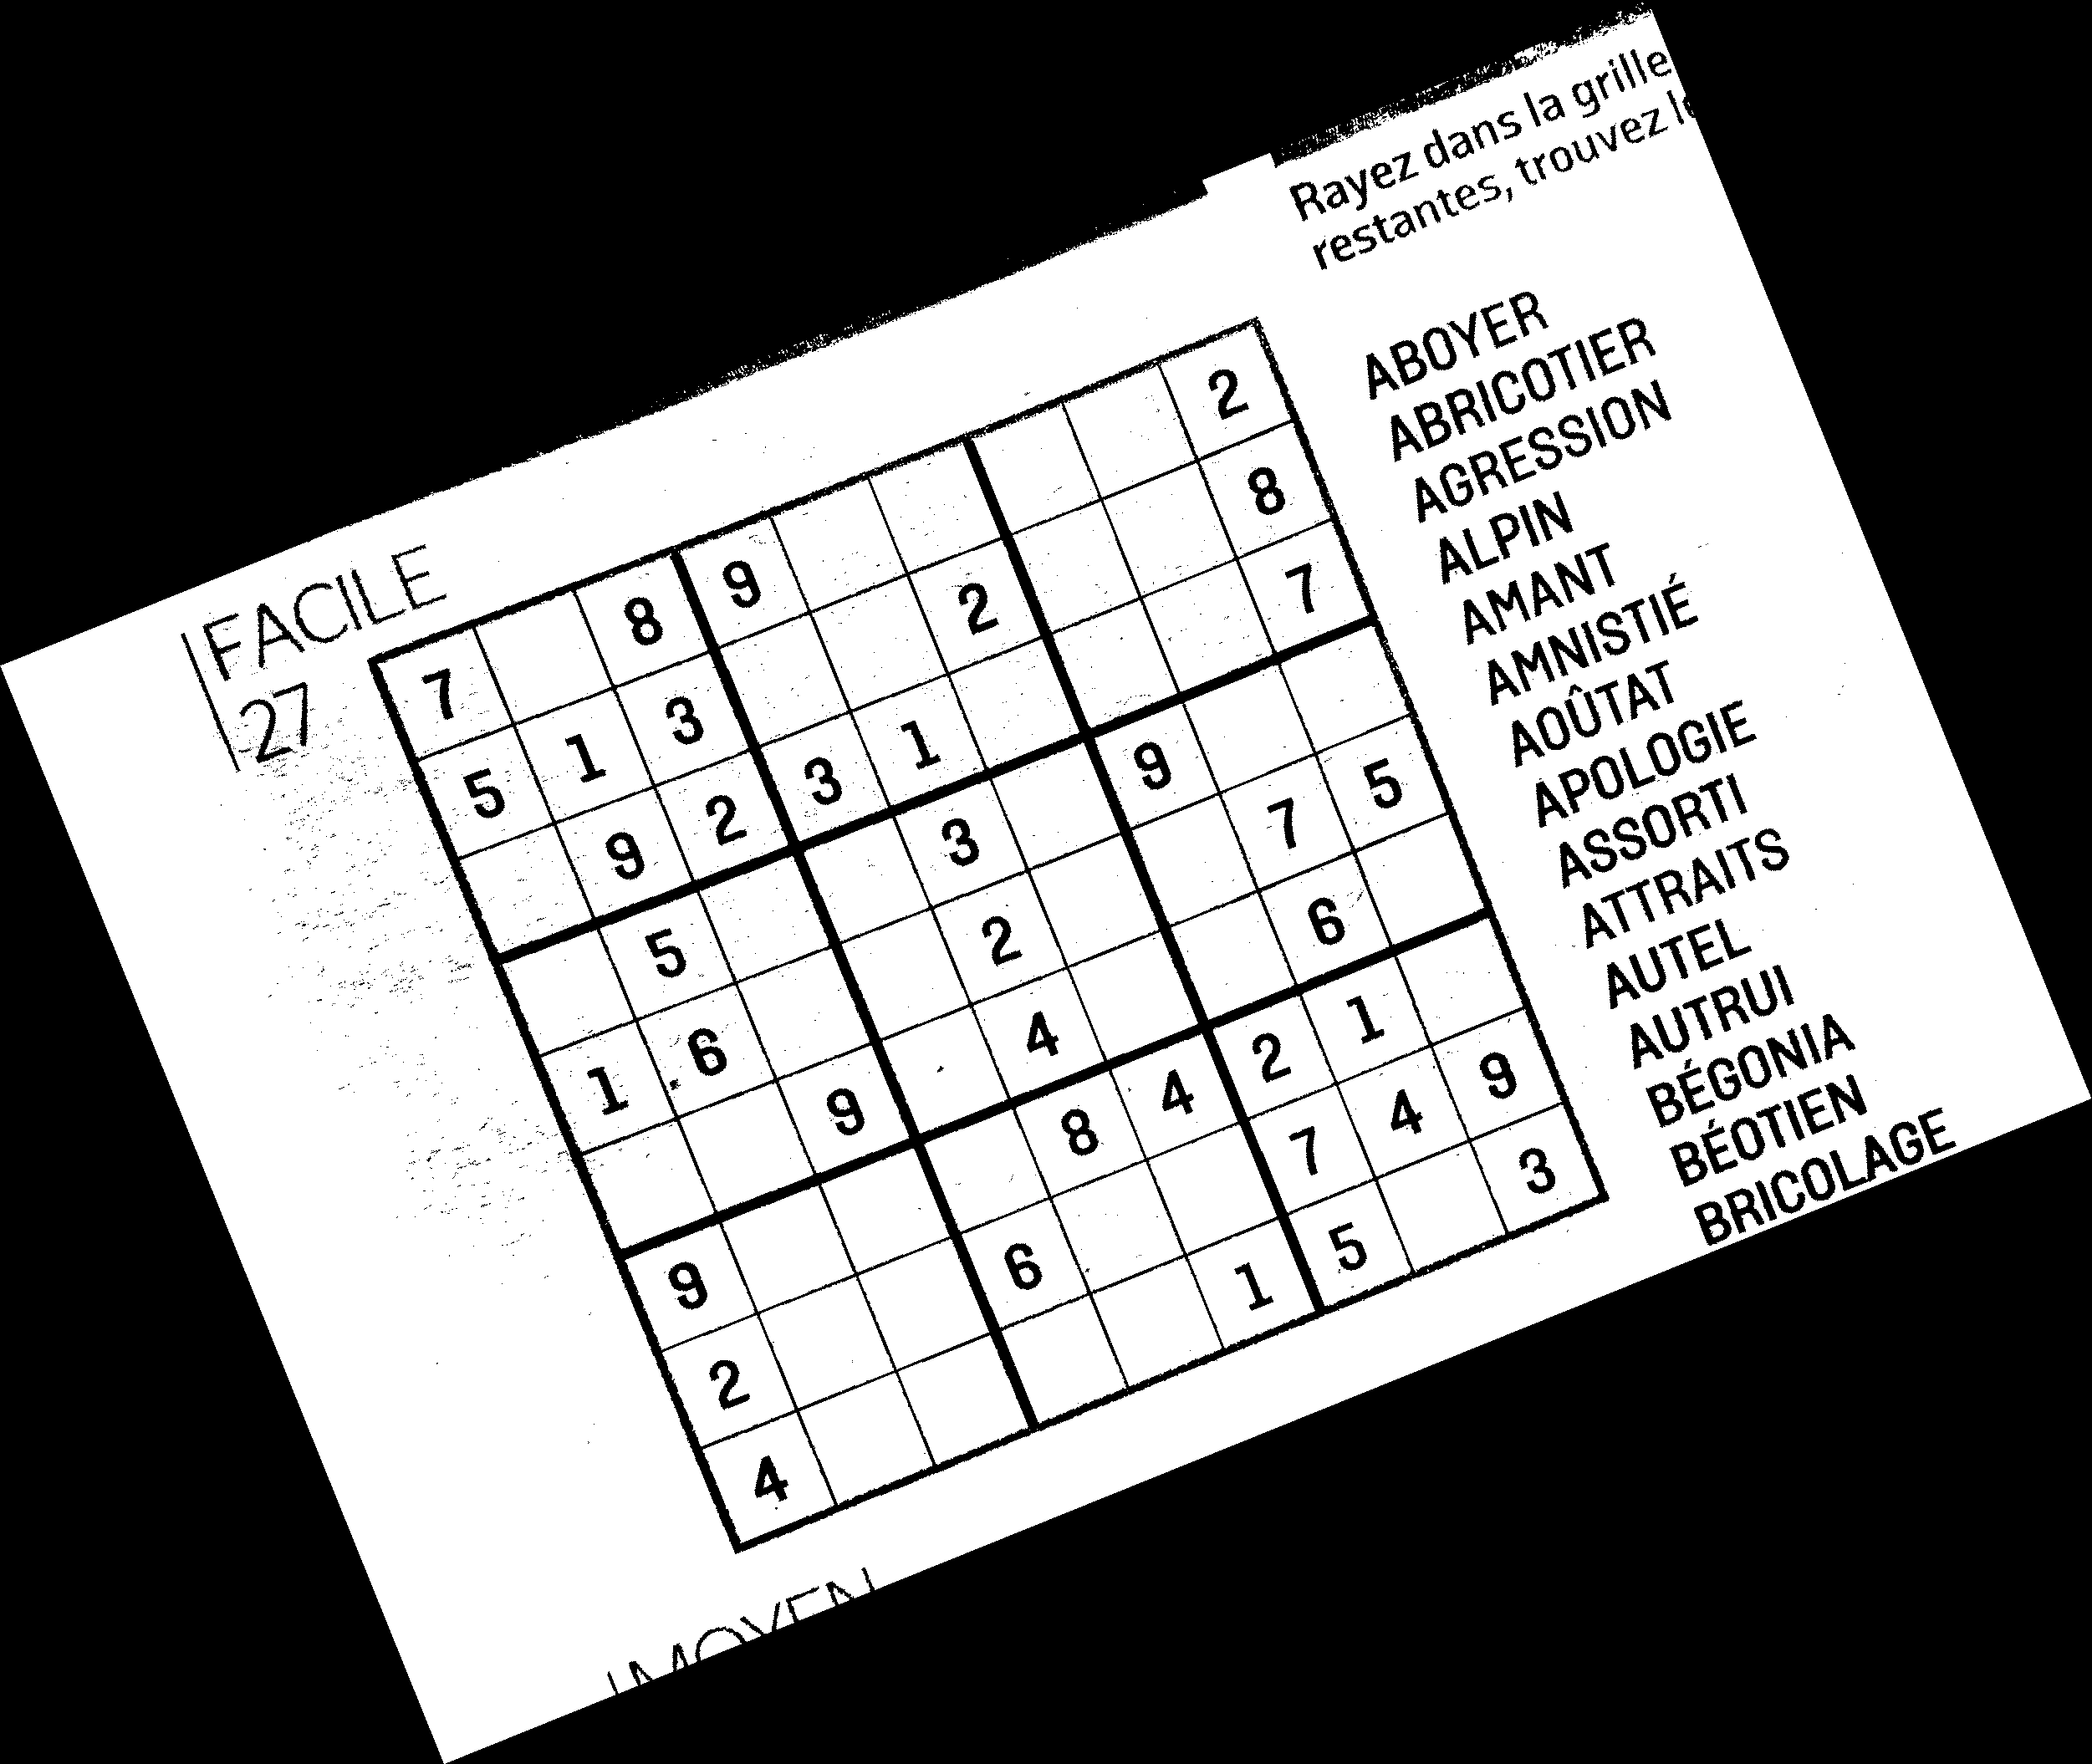 FACILE
27
7 8 9 2
5 1 3 2 8
9 2 3 1 7
5 3 9
1 6 2 7 5
9 4 6
9 8 4 2 1
2 6 7 4 9
4 1 5 3
MOYEN
Rayez dans la grille
restantes, trouvez
ABOYER
ABRICOTIER
AGRESSION
ALPIN
AMANT
AMNISTIÉ
AOÛTAT
APOLOGIE
ASSORTI
ATTRAITS
AUTEL
AUTRUI
BÉGONIA
BÉOTIEN
BRICOLAGE